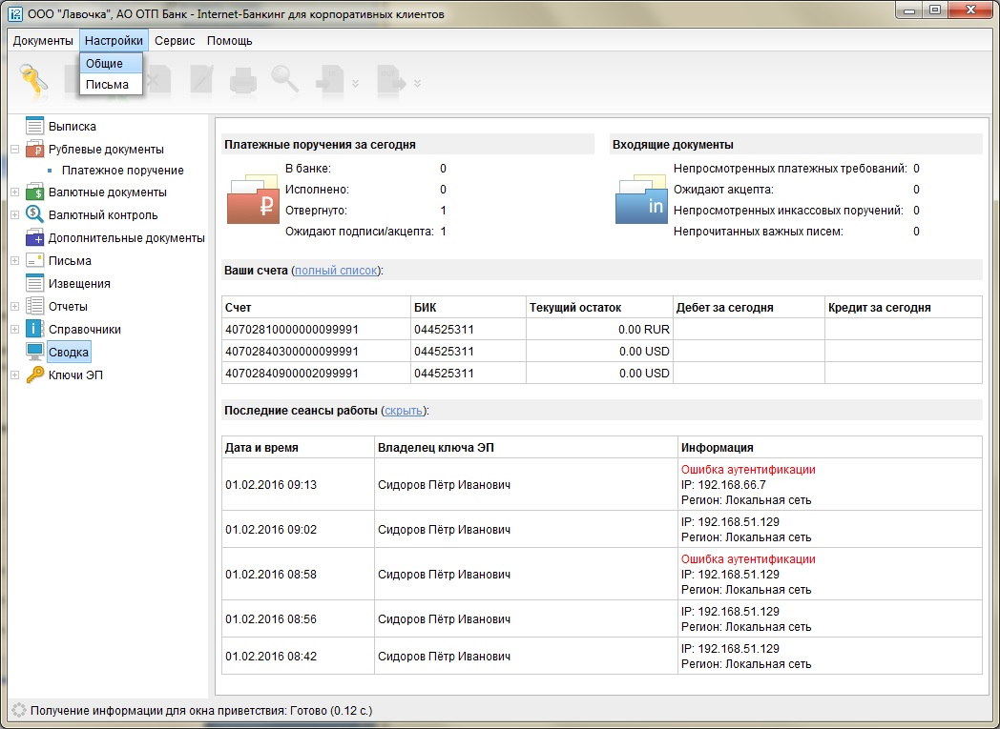 ООО "Лавочка", АО ОТП Банк - Internet-Банкинг для корпоративных клиентов
Документы Настройки Сервис Помощь
Общие
Письма
Выписка
Рублевые документы
Платежное поручение
Валютные документы
Валютный контроль
Дополнительные документы
Письма
Извещения
Отчеты
Справочники
Сводка
Ключи ЭП
Платежные поручения за сегодня
В банке: 0
Исполнено: 0
Отвергнуто: 1
Ожидают подписи/акцепта: 1
Входящие документы
in
Непросмотренных платежных требований: 0
Ожидают акцепта: 0
Непросмотренных инкассовых поручений: 0
Непрочитанных важных писем: 0
Ваши счета (полный список):
Счет БИК Текущий остаток Дебет за сегодня Кредит за сегодня
40702810000000099991 044525311 0.00 RUR
40702840300000099991 044525311 0.00 USD
40702840900002099991 044525311 0.00 USD
Последние сеансы работы (скрыть):
Дата и время Владелец ключа ЭП Информация
01.02.2016 09:13 Сидоров Пётр Иванович Ошибка аутентификации
IP: 192.168.66.7
Регион: Локальная сеть
01.02.2016 09:02 Сидоров Пётр Иванович IP: 192.168.51.129
Регион: Локальная сеть
01.02.2016 08:58 Сидоров Пётр Иванович Ошибка аутентификации
IP: 192.168.51.129
Регион: Локальная сеть
01.02.2016 08:56 Сидоров Пётр Иванович IP: 192.168.51.129
Регион: Локальная сеть
01.02.2016 08:42 Сидоров Пётр Иванович IP: 192.168.51.129
Регион: Локальная сеть
Получение информации для окна приветствия: Готово (0.12 с.)